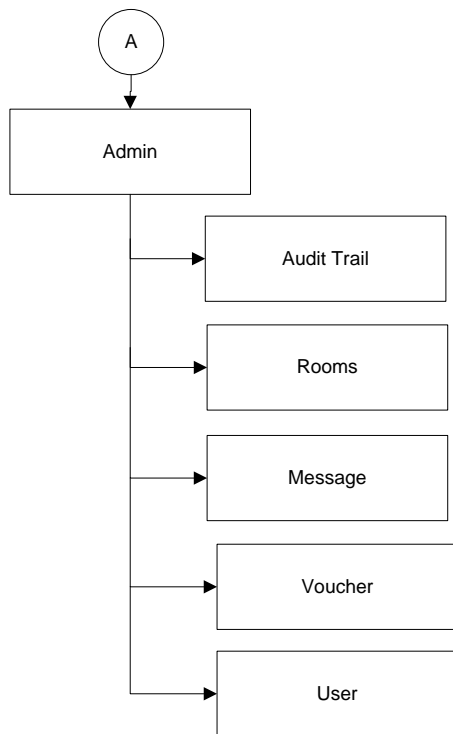 A
Admin
Audit Trail
Rooms
Message
Voucher
User